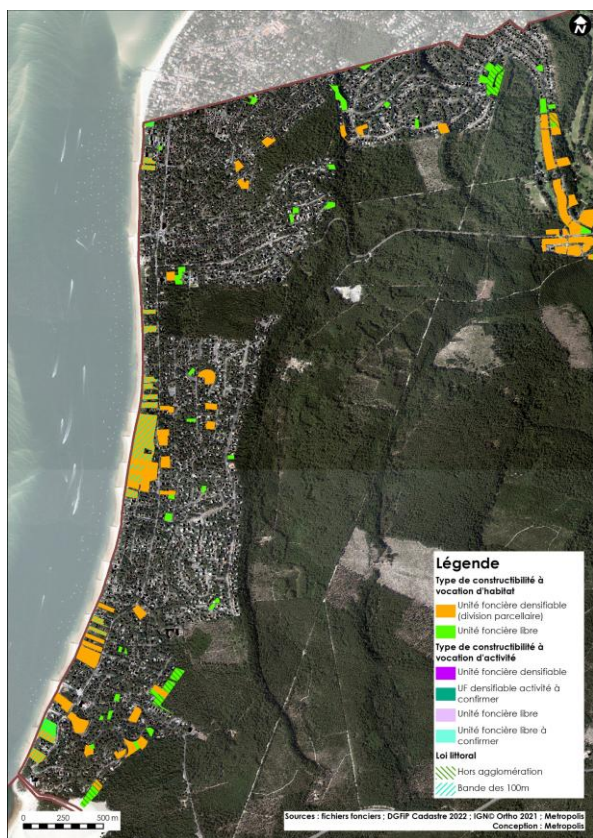 N
Légende
Type de constructibilité à
vocation d'habitat
Unité foncière densifiable
(division parcellaire)
Unité foncière libre
Type de constructibilité à
vocation d'activité
Unité foncière densifiable
UF densifiable activité à
confirmer
Unité foncière libre
Unité foncière libre à
confirmer
Loi littoral
Hors agglomération
Bande des 100m
0 250 500 m
Sources : fichiers fonciers ; DGFiP Cadastre 2022 ; IGN© Ortho 2021 ; Metropolis
Conception : Metropolis